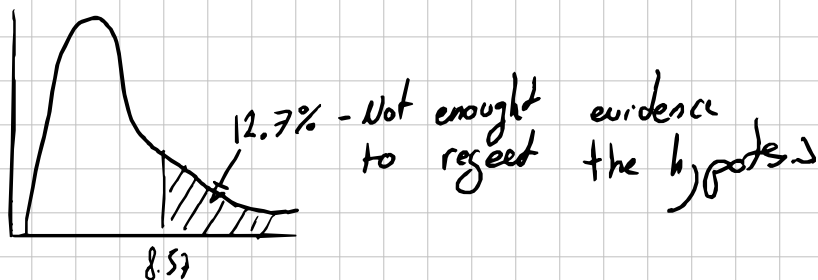 12.7% - Not enought evidence
to regect the hypotesis
8.57